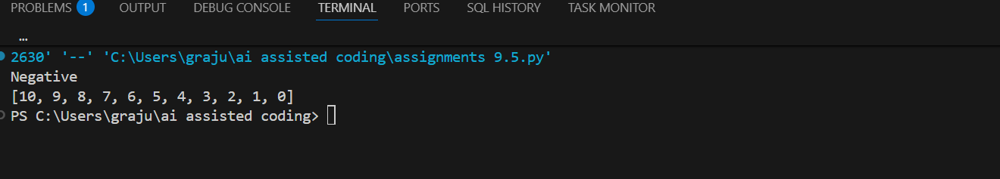 PROBLEMS 1 OUTPUT DEBUG CONSOLE TERMINAL PORTS SQL HISTORY TASK MONITOR
...
2630' '--' 'C:\Users\graju\ai assisted coding\assignments 9.5.py'
Negative
[10, 9, 8, 7, 6, 5, 4, 3, 2, 1, 0]
PS C:\Users\graju\ai assisted coding>